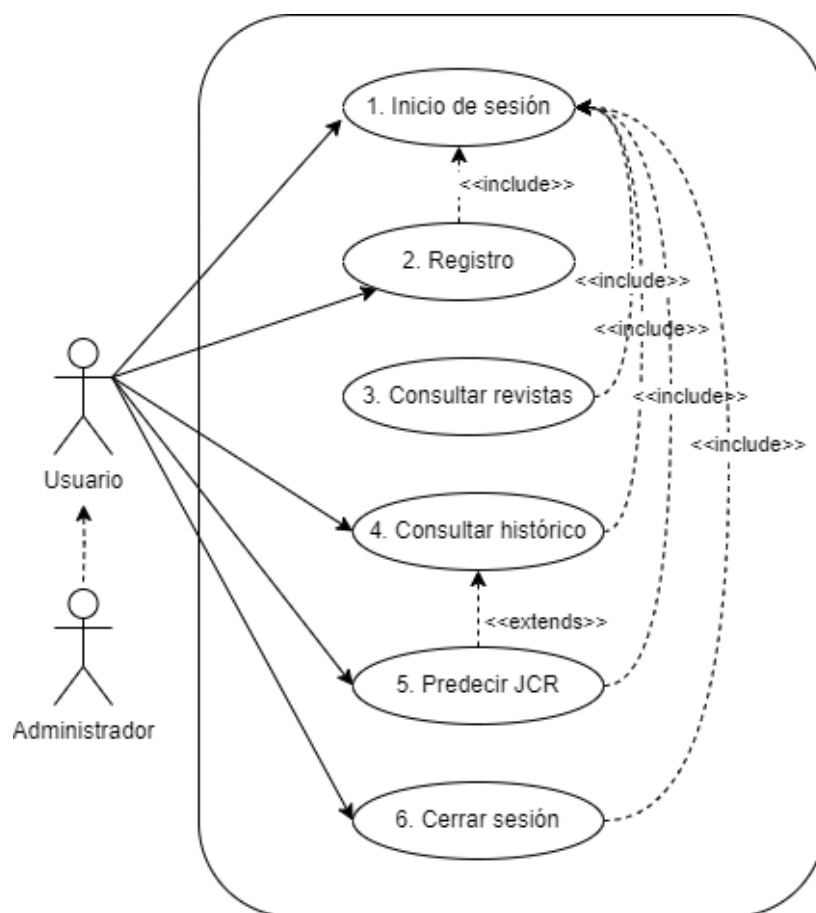 1. Inicio de sesión
<<include>>
2. Registro
<<include>>
<<include>>
3. Consultar revistas
<<include>>
<<include>>
Usuario
4. Consultar histórico
<<extends>>
5. Predecir JCR
Administrador
6. Cerrar sesión